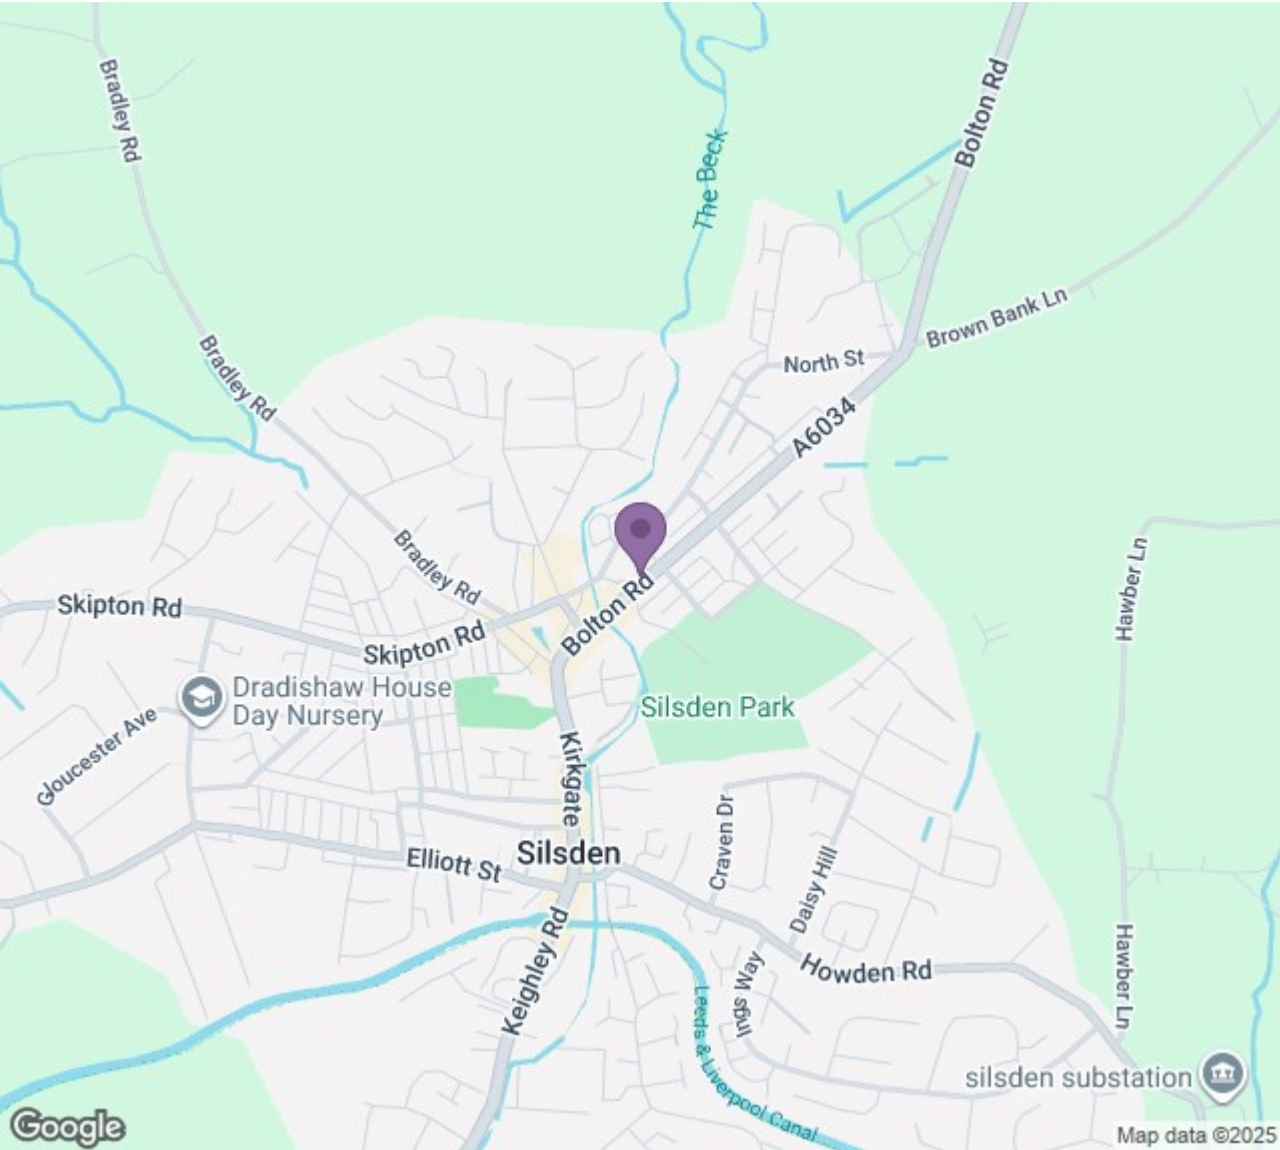 Bradley Rd
Bolton Rd
The Beck
Brown Bank Ln
Bradley Rd
North St
A6034
Bradley Rd
Hawber Ln
Bolton Rd
Skipton Rd
Skipton Rd
Dradishaw House
Day Nursery
Silsden Park
Gloucester Ave
Kirkgate
Craven Dr
Silsden
Elliott St
Daisy Hill
Keighley Rd
Howden Rd
Ings Way
Hawber Ln
Leeds & Liverpool Canal
silsden substation
Google
Map data ©2025